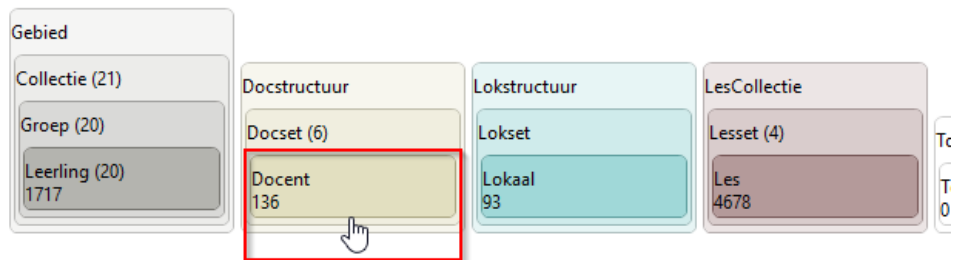 Gebied
Collectie (21)
Groep (20)
Leerling (20)
1717
Docstructuur
Docset (6)
Docent
136
Lokstructuur
Lokset
Lokaal
93
LesCollectie
Lesset (4)
Les
4678
0